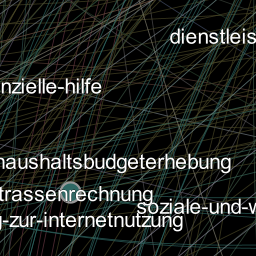 dienstleis
nzielle-hilfe
haushaltsbudgeterhebung
trassenrechnung
soziale-und-w
g-zur-internetnutzung